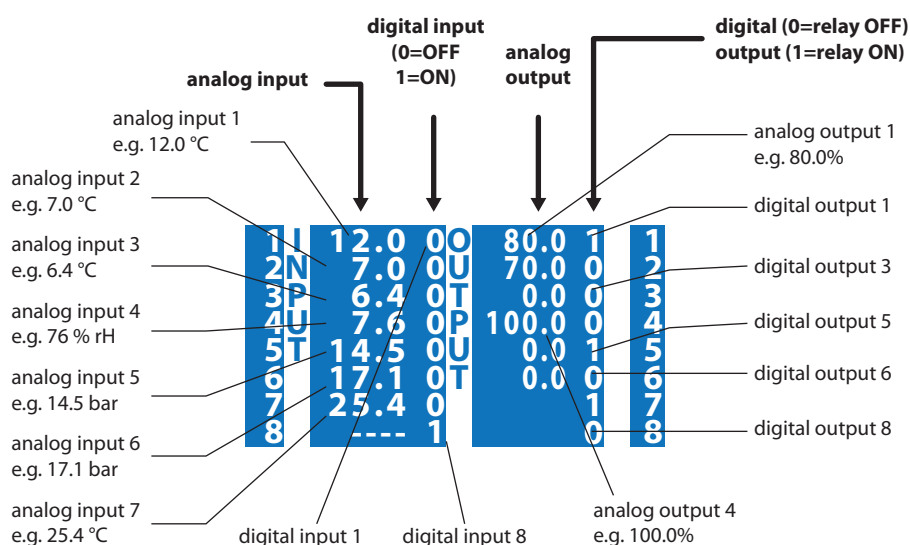 digital input
(0=OFF
1=ON)
analog
output
digital (0=relay OFF)
output (1=relay ON)
analog input
analog input 1
e.g. 12.0 °C
analog output 1
e.g. 80.0%
analog input 2
e.g. 7.0 °C
digital output 1
analog input 3
e.g. 6.4 °C
digital output 3
analog input 4
e.g. 76 % rH
digital output 5
analog input 5
e.g. 14.5 bar
digital output 6
analog input 6
e.g. 17.1 bar
digital output 8
analog input 7
e.g. 25.4 °C
digital input 1
digital input 8
analog output 4
e.g. 100.0%
1 I 12.0 0 O 80.0 1 1
2 N 7.0 0 U 70.0 0 2
3 P 6.4 0 T 0.0 0 3
4 U 7.6 0 P 100.0 0 4
5 T 14.5 0 U 0.0 1 5
6 17.1 0 T 0.0 0 6
7 25.4 0 1 7
8 ---- 1 0 8